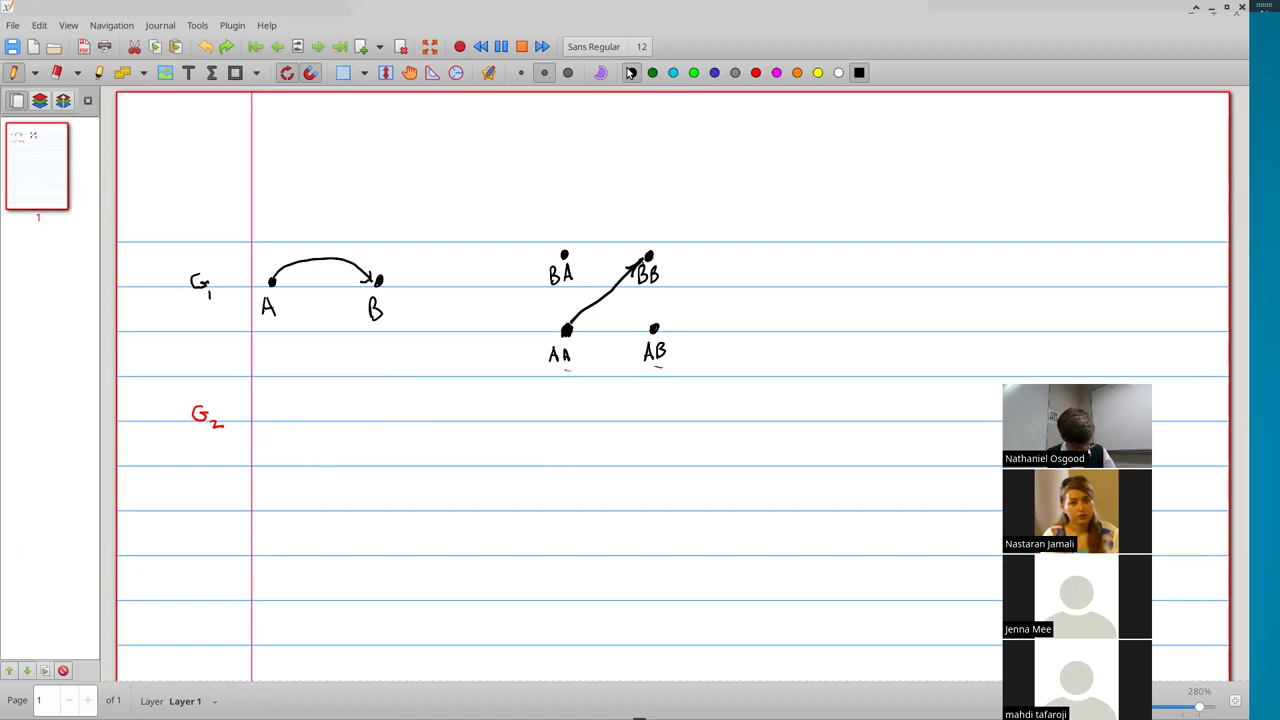 File Edit View Navigation Journal Tools Plugin Help
Sans Regular 12
1
BA BB
G1 A B
AA AB
G2
Nathaniel Osgood
Nastaran Jamali
Jenna Mee
mahdi tafaroji
Page 1 of 1 Layer Layer 1 280%